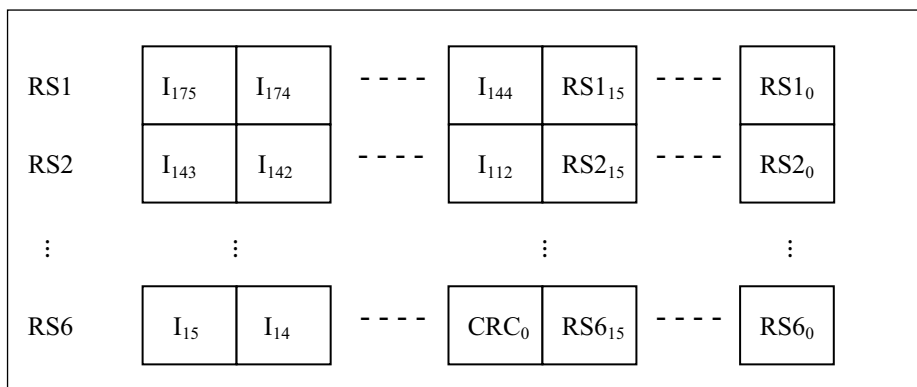 RS1 I₁₇₅ I₁₇₄ - - - - I₁₄₄ RS1₁₅ - - - - RS1₀
RS2 I₁₄₃ I₁₄₂ - - - - I₁₁₂ RS2₁₅ - - - - RS2₀
⋮ ⋮ ⋮ ⋮
RS6 I₁₅ I₁₄ - - - - CRC₀ RS6₁₅ - - - - RS6₀